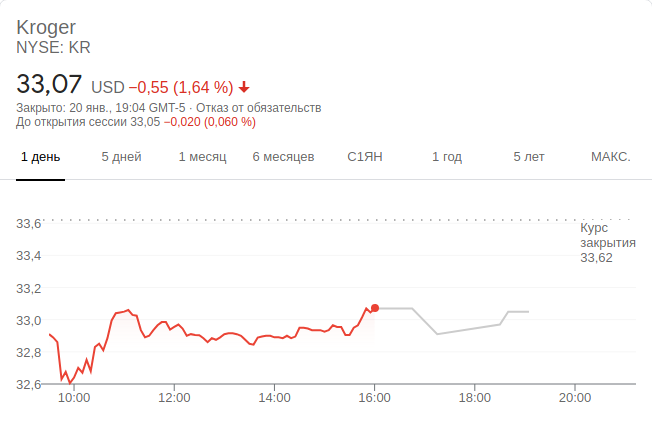 Kroger
NYSE: KR
33,07 USD −0,55 (1,64 %)
Закрыто: 20 янв., 19:04 GMT-5 · Отказ от обязательств
До открытия сессии 33,05 −0,020 (0,060 %)
1 день 5 дней 1 месяц 6 месяцев С1ЯН 1 год 5 лет МАКС.
33,6
Курс
закрытия
33,62
33,4
33,2
33,0
32,8
32,6
10:00 12:00 14:00 16:00 18:00 20:00